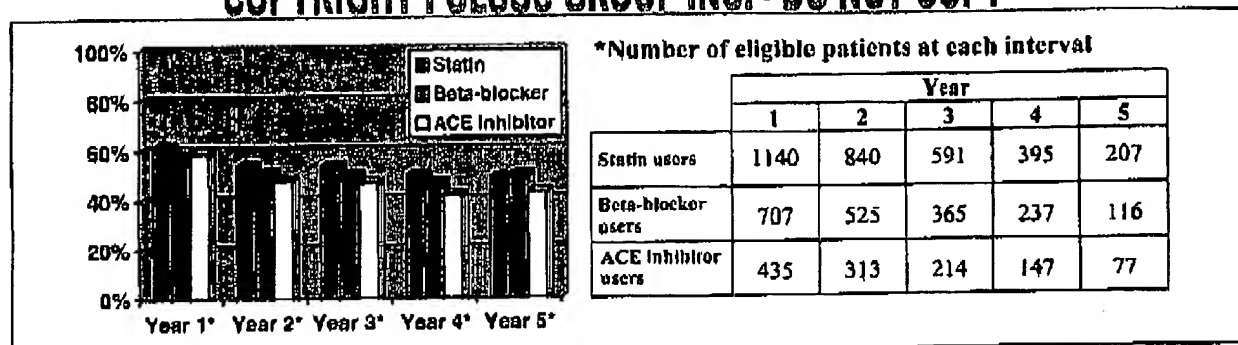 100%
80%
60%
40%
20%
0%
Statin
Beta-blocker
ACE Inhibitor
Year 1* Year 2* Year 3* Year 4* Year 5*
*Number of eligible patients at each interval
Year
1 2 3 4 5
Statin users 1140 840 591 395 207
Beta-blocker
users 707 525 365 237 116
ACE Inhibitor
users 435 313 214 147 77